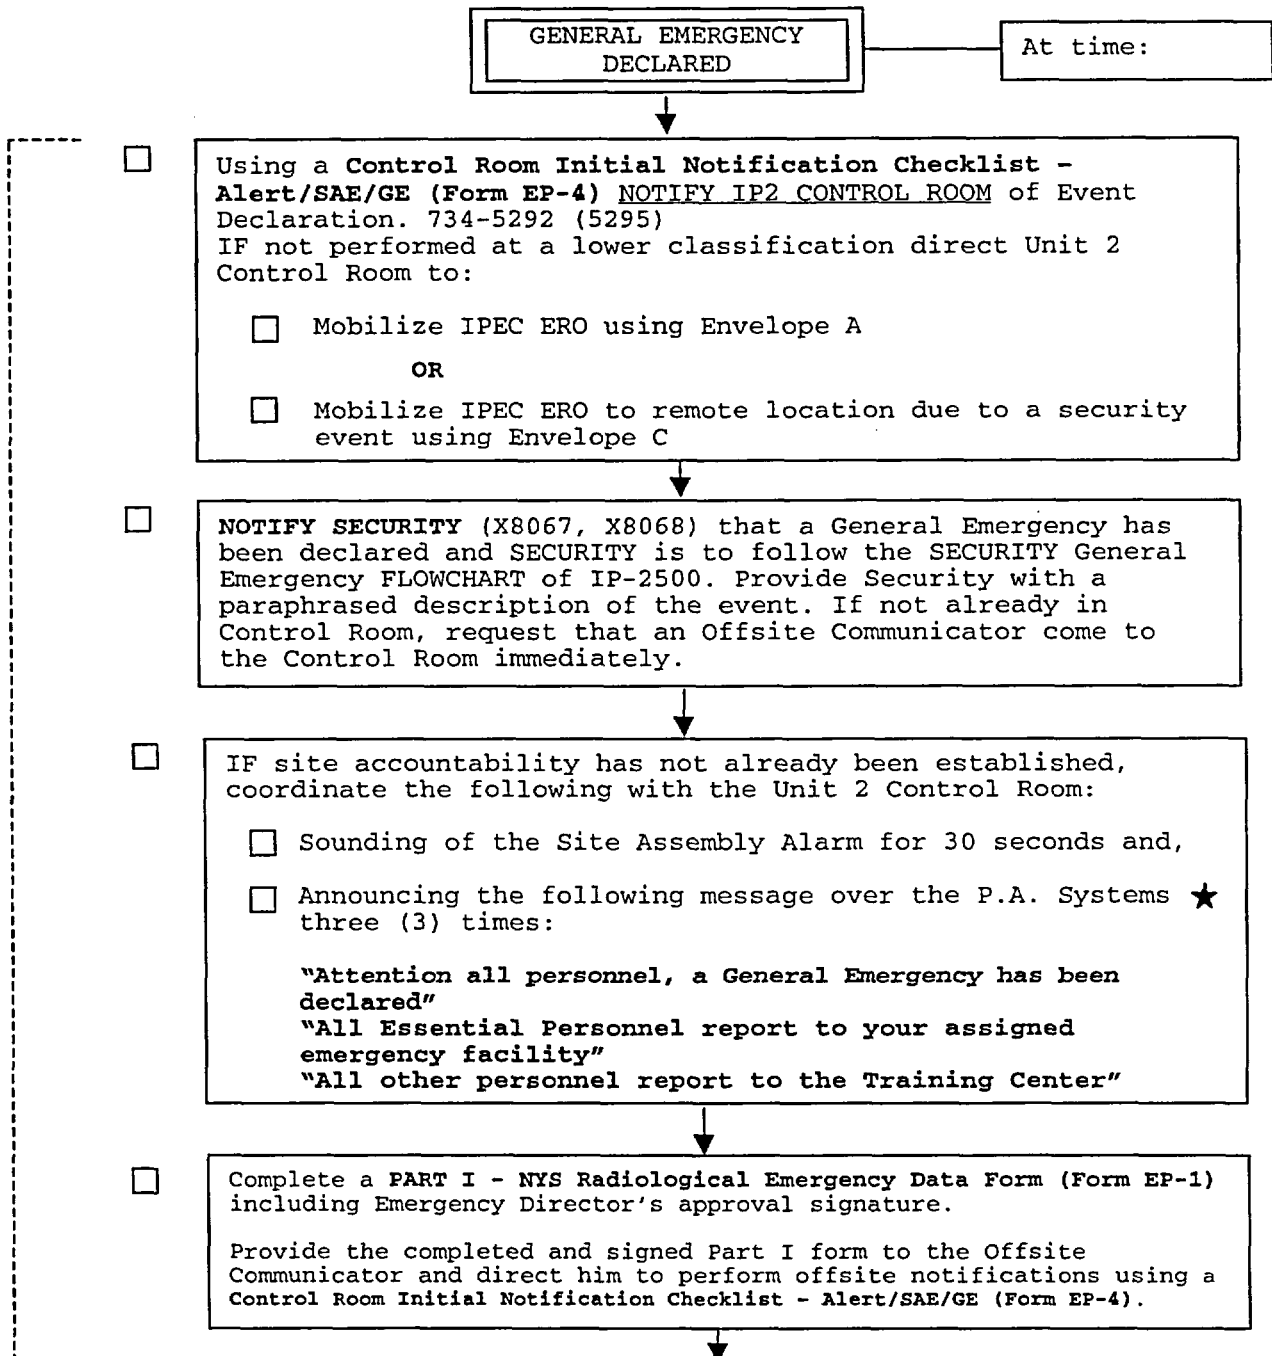 GENERAL EMERGENCY
DECLARED
At time:
Using a Control Room Initial Notification Checklist -
Alert/SAE/GE (Form EP-4) NOTIFY IP2 CONTROL ROOM of Event
Declaration. 734-5292 (5295)
IF not performed at a lower classification direct Unit 2
Control Room to:
Mobilize IPEC ERO using Envelope A
OR
Mobilize IPEC ERO to remote location due to a security
event using Envelope C
NOTIFY SECURITY (X8067, X8068) that a General Emergency has
been declared and SECURITY is to follow the SECURITY General
Emergency FLOWCHART of IP-2500. Provide Security with a
paraphrased description of the event. If not already in
Control Room, request that an Offsite Communicator come to
the Control Room immediately.
IF site accountability has not already been established,
coordinate the following with the Unit 2 Control Room:
Sounding of the Site Assembly Alarm for 30 seconds and,
Announcing the following message over the P.A. Systems ★
three (3) times:
"Attention all personnel, a General Emergency has been
declared"
"All Essential Personnel report to your assigned
emergency facility"
"All other personnel report to the Training Center"
Complete a PART I - NYS Radiological Emergency Data Form (Form EP-1)
including Emergency Director's approval signature.
Provide the completed and signed Part I form to the Offsite
Communicator and direct him to perform offsite notifications using a
Control Room Initial Notification Checklist - Alert/SAE/GE (Form EP-4).